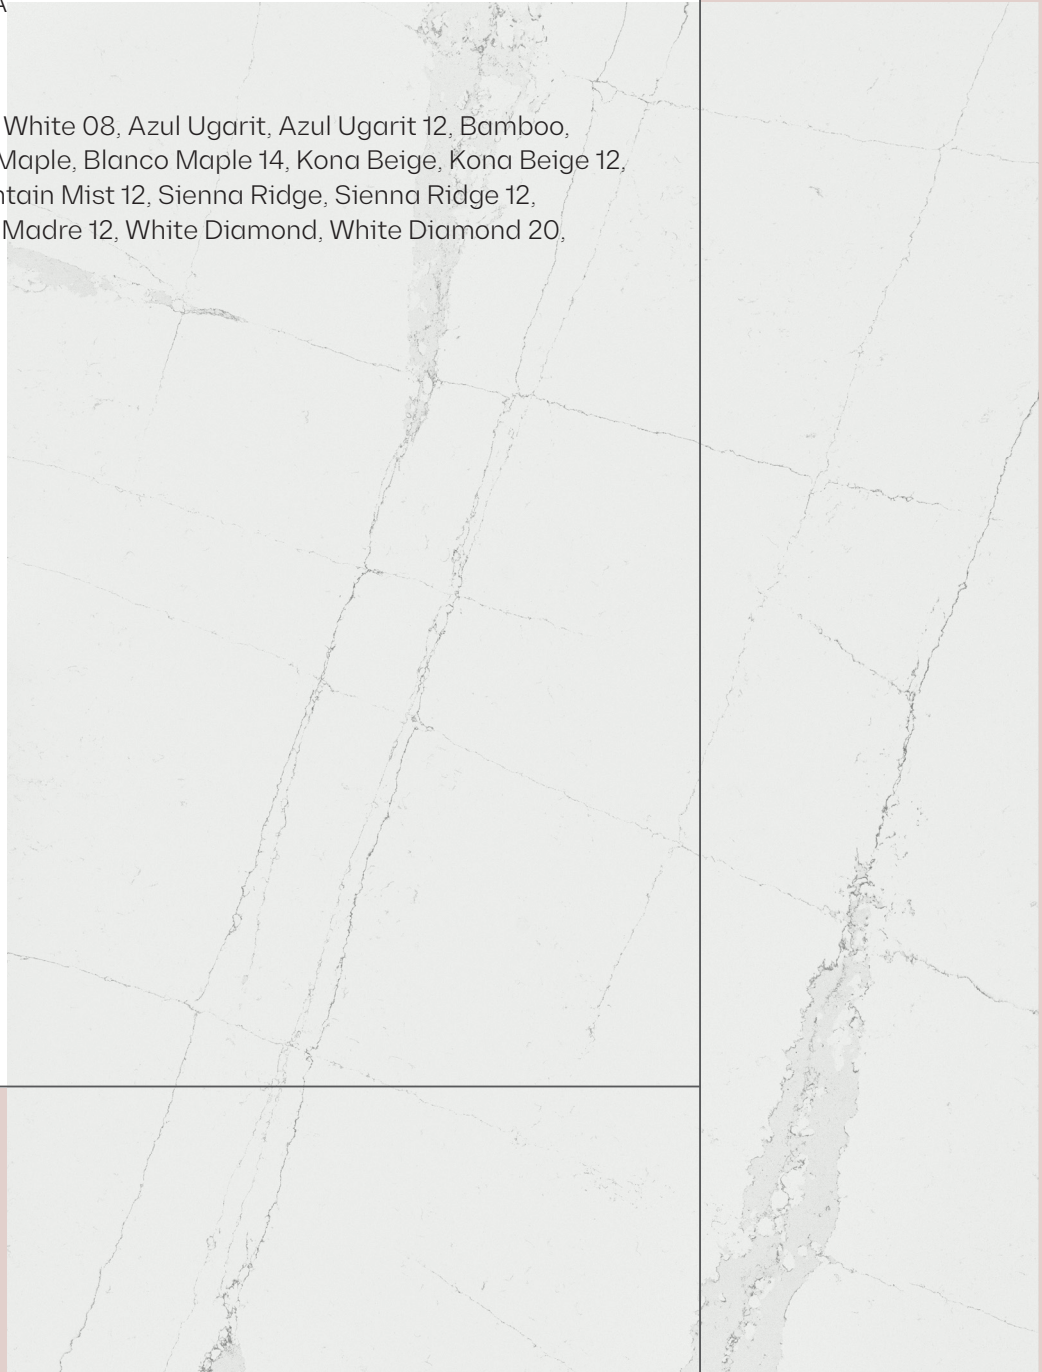 White 08, Azul Ugarit, Azul Ugarit 12, Bamboo,
Maple, Blanco Maple 14, Kona Beige, Kona Beige 12,
Mist 12, Sienna Ridge, Sienna Ridge 12,
Madre 12, White Diamond, White Diamond 20,